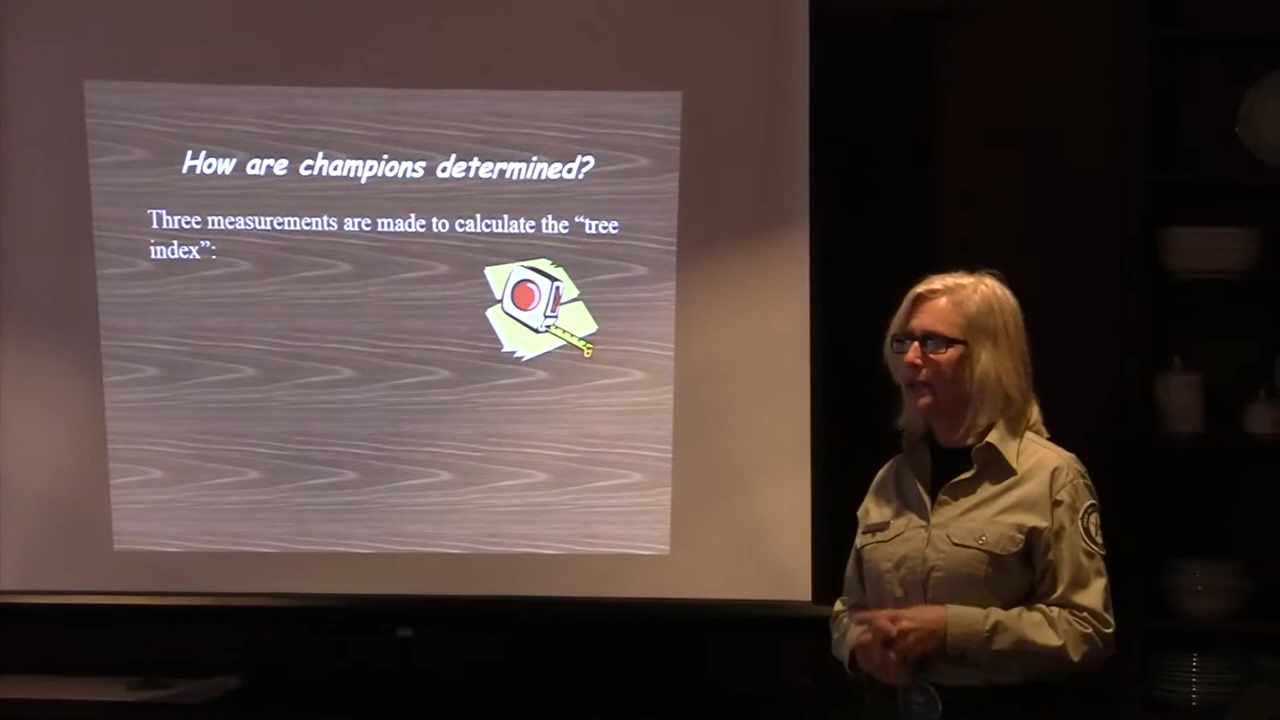 How are champions determined?
Three measurements are made to calculate the “tree
index”: